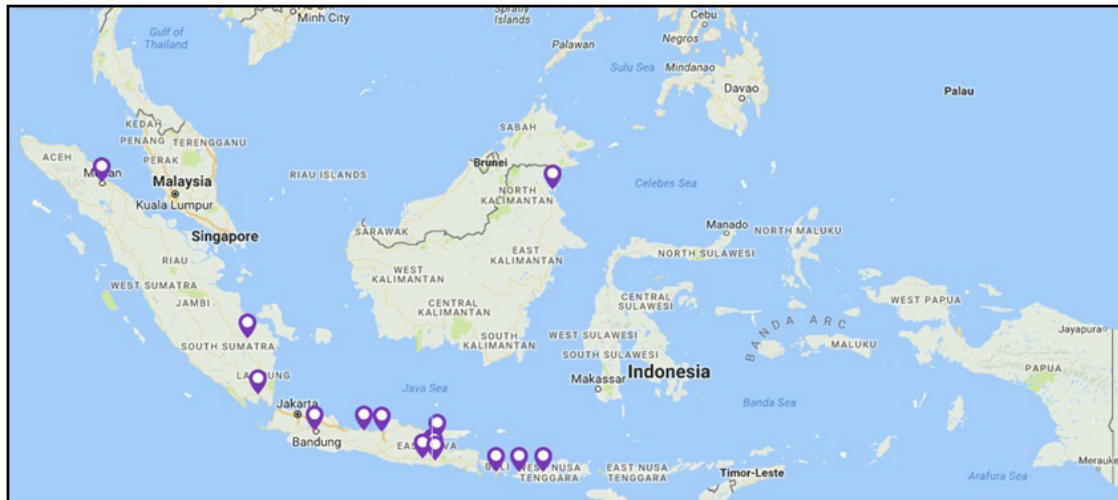 Minh City
Spratly
Islands
Cebu
Gulf of
Thailand
Palawan
Negros
Sulu Sea
Mindanao
Davao
Palau
KEDAH
PENANG
TERENGGANU
PERAK
ACEH
SABAH
Brunei
Malaysia
Kuala Lumpur
RIAU ISLANDS
NORTH
KALIMANTAN
Celebes Sea
Singapore
SARAWAK
Manado
NORTH MALUKU
NORTH SULAWESI
RIAU
EAST
KALIMANTAN
WEST SUMATRA
WEST
KALIMANTAN
JAMBI
CENTRAL
KALIMANTAN
CENTRAL
SULAWESI
WEST PAPUA
BANDA ARC
Jayapura
SOUTH SUMATRA
SOUTH
KALIMANTAN
WEST SULAWESI
SOUTH SULAWESI
MALUKU
PAPUA
Indonesia
Makassar
Java Sea
Banda Sea
Jakarta
Bandung
WEST NUSA
TENGGARA
EAST NUSA
TENGGARA
Timor-Leste
Merauke
Arafura Sea